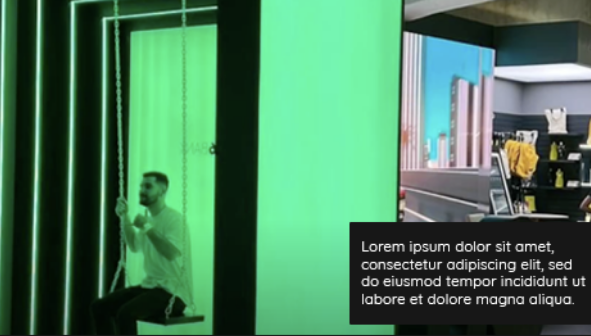 Lorem ipsum dolor sit amet,
consectetur adipiscing elit, sed
do eiusmod tempor incididunt ut
labore et dolore magna aliqua.